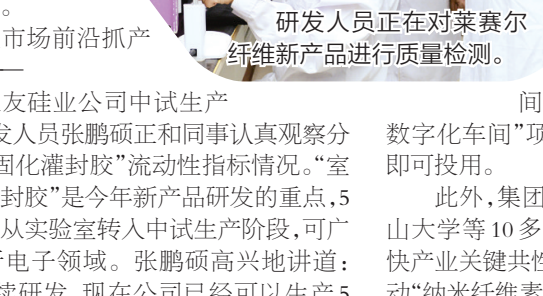 。
市场前沿抓产
研发人员正在对莱赛尔
纤维新产品进行质量检测。
友硅业公司中试生产
发人员张鹏硕正和同事认真观察分
固化灌封胶”流动性指标情况。“室
封胶”是今年新产品研发的重点,5
从实验室转入中试生产阶段,可广
电子领域。张鹏硕高兴地讲道:
续研发,现在公司已经可以生产5
间
数字化车间”项
即可投用。
此外,集团
山大学等10多
快产业关键共性
动“纳米纤维素